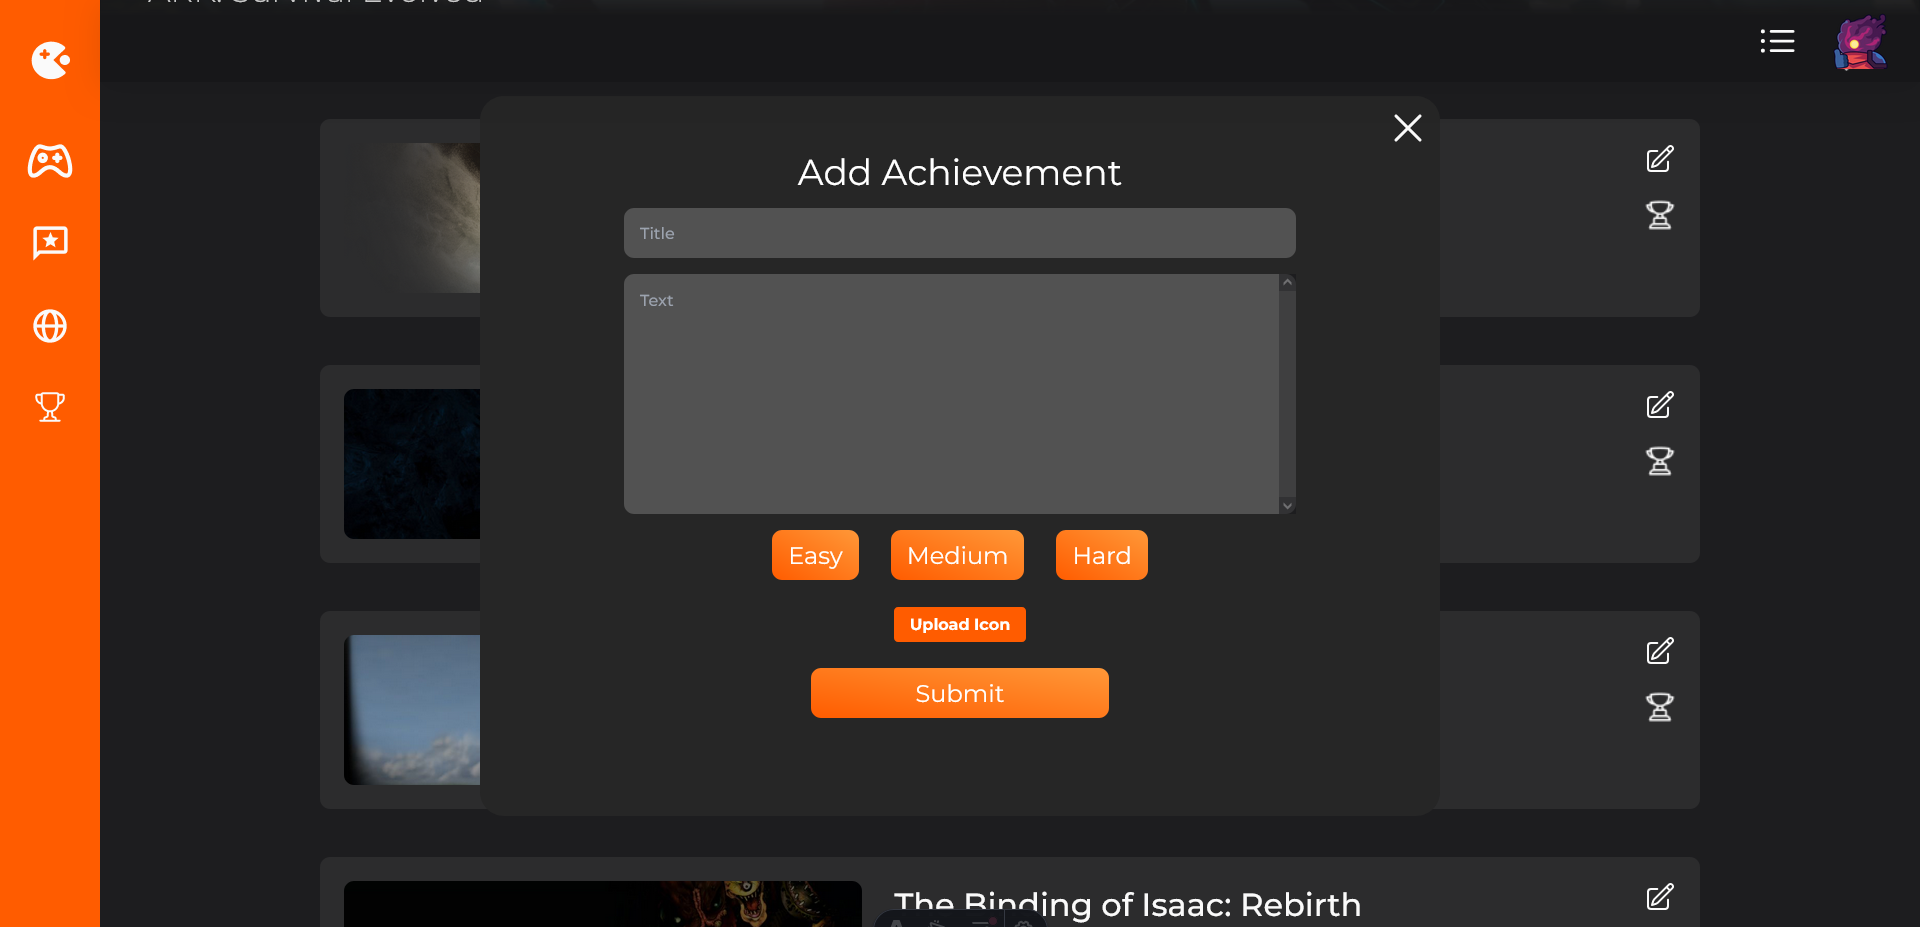 ARK: Survival Evolved
Add Achievement
Title
Text
Easy
Medium
Hard
Upload Icon
Submit
The Binding of Isaac: Rebirth